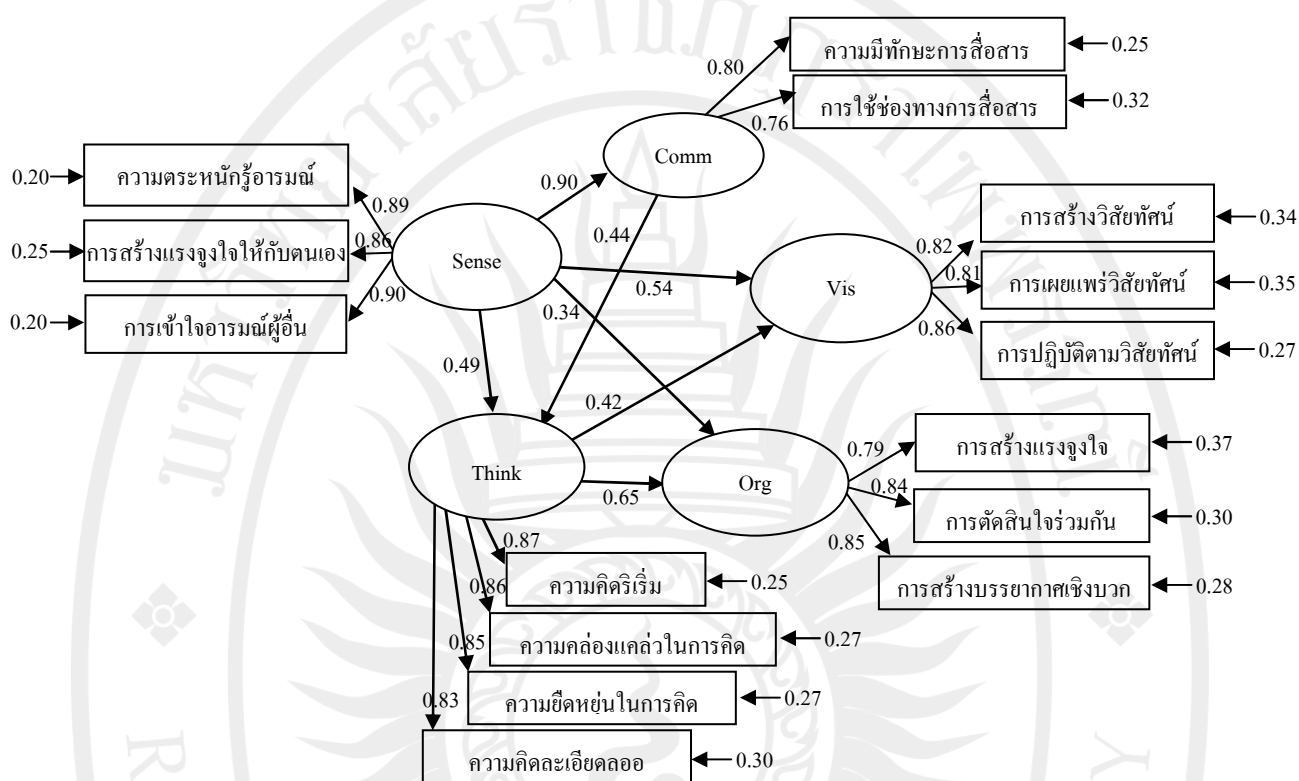 ความมีทักษะการสื่อสาร
0.25
0.80
การใช้ช่องทางการสื่อสาร
0.32
0.76
Comm
0.20
ความตระหนักรู้อารมณ์
0.89
0.90
0.25
การสร้างแรงจูงใจให้กับตนเอง
0.86
Sense
0.44
0.20
การเข้าใจอารมณ์ผู้อื่น
0.90
0.54
0.34
Vis
การสร้างวิสัยทัศน์
0.34
0.82
การเผยแพร่วิสัยทัศน์
0.35
0.81
การปฏิบัติตามวิสัยทัศน์
0.27
0.86
0.49
0.42
Think
0.65
Org
0.79
การสร้างแรงจูงใจ
0.37
0.84
การตัดสินใจร่วมกัน
0.30
0.85
การสร้างบรรยากาศเชิงบวก
0.28
0.87
ความคิดริเริ่ม
0.25
0.86
ความคล่องแคล่วในการคิด
0.27
0.85
ความยืดหยุ่นในการคิด
0.27
0.83
ความคิดละเอียดลออ
0.30